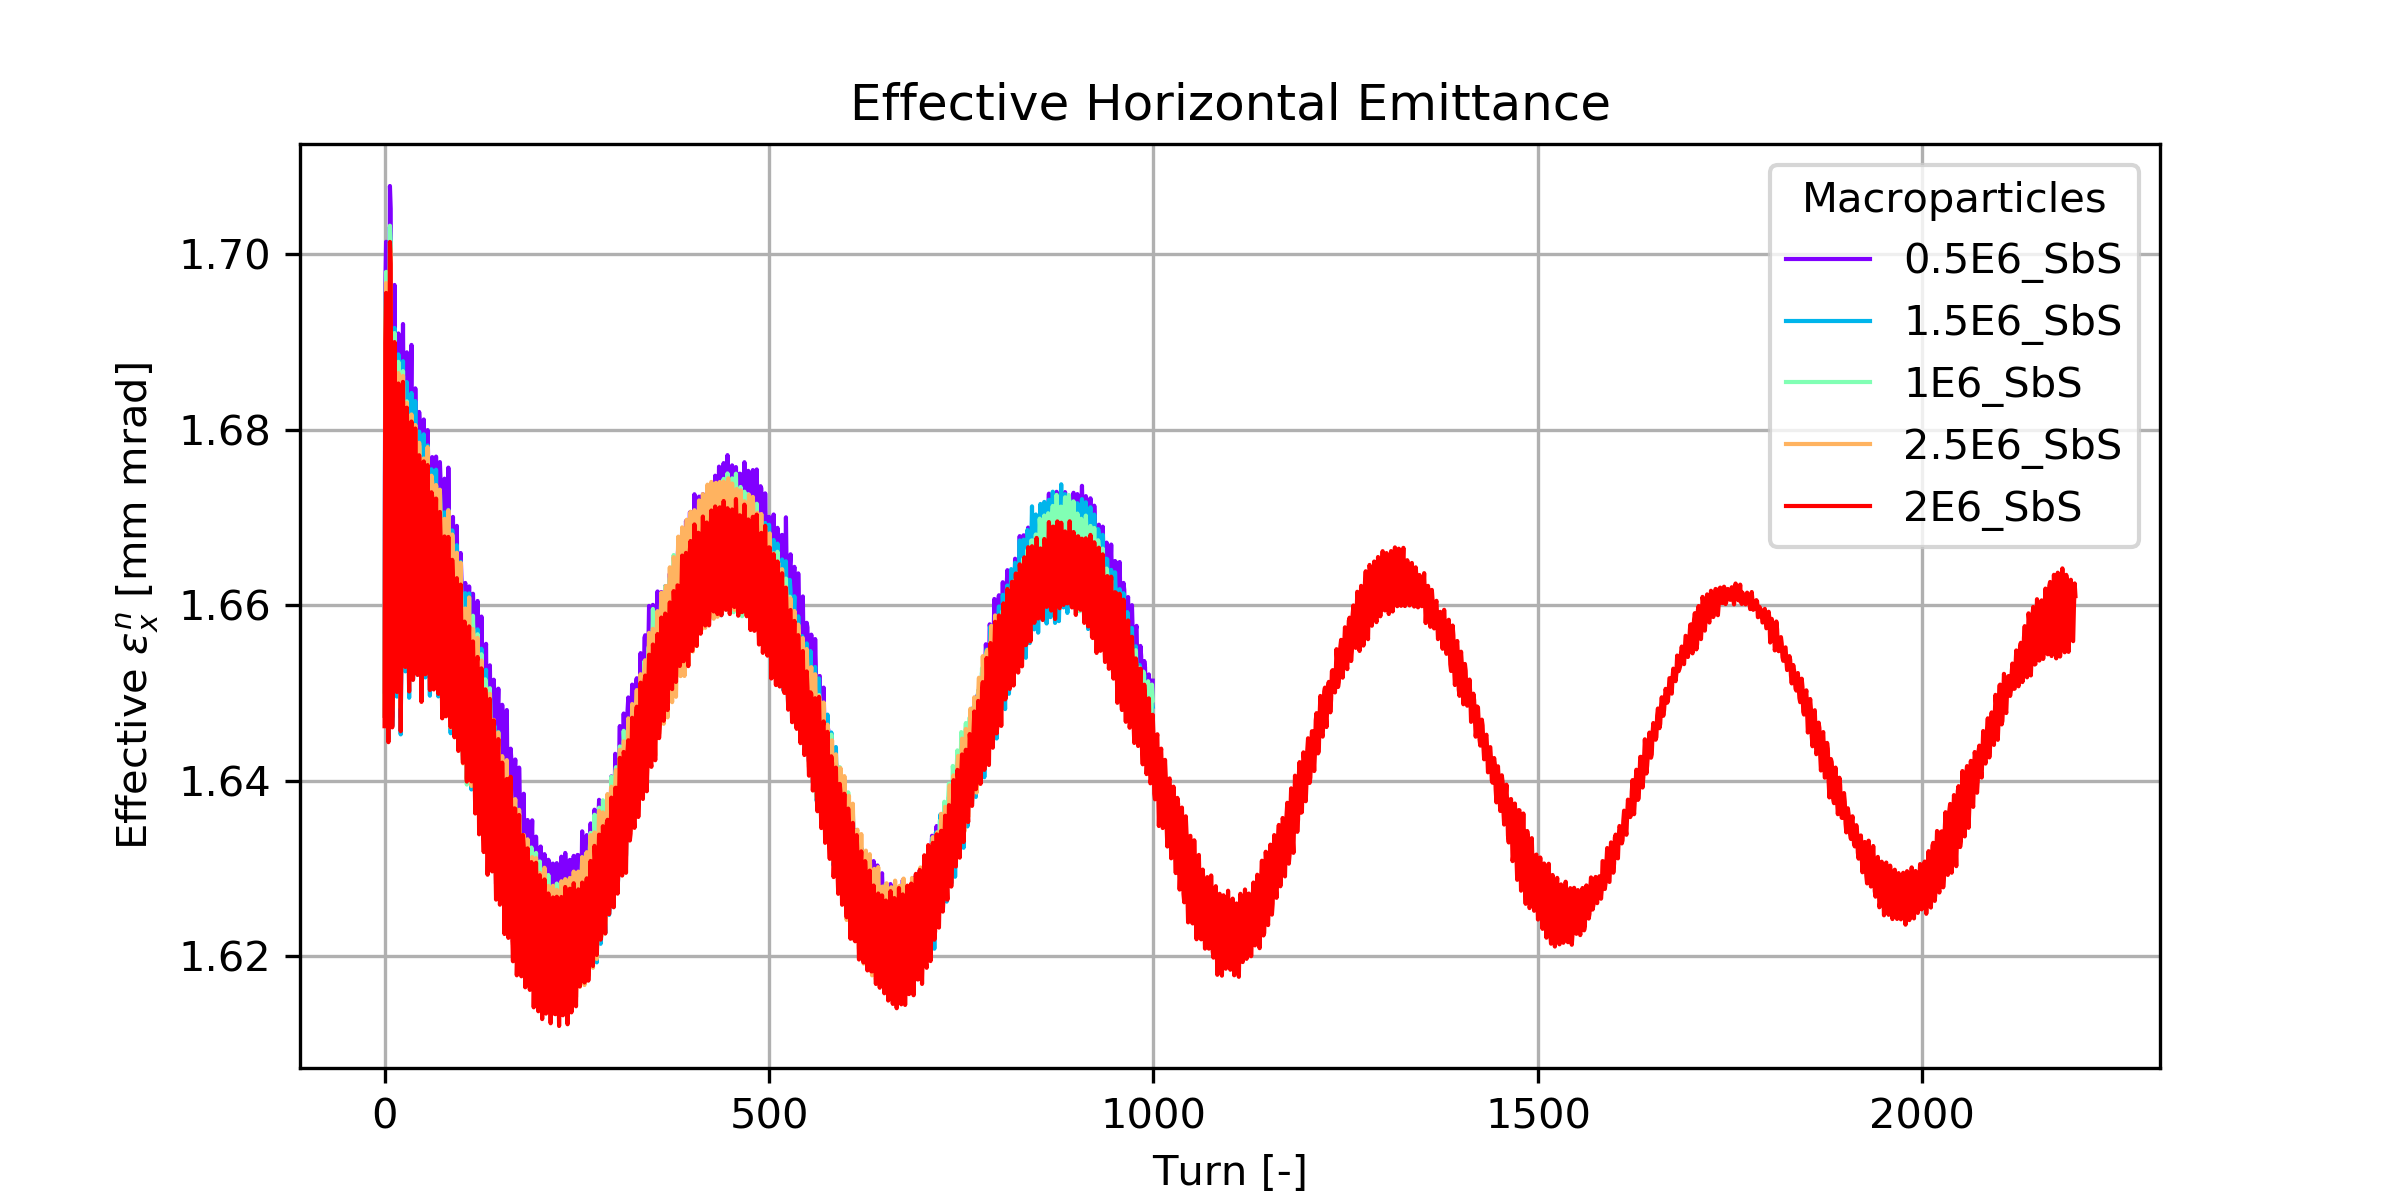 Effective Horizontal Emittance
Effective εₓⁿ [mm mrad]
1.70
1.68
1.66
1.64
1.62
0
500
1000
1500
2000
Turn [-]
Macroparticles
0.5E6_SbS
1.5E6_SbS
1E6_SbS
2.5E6_SbS
2E6_SbS